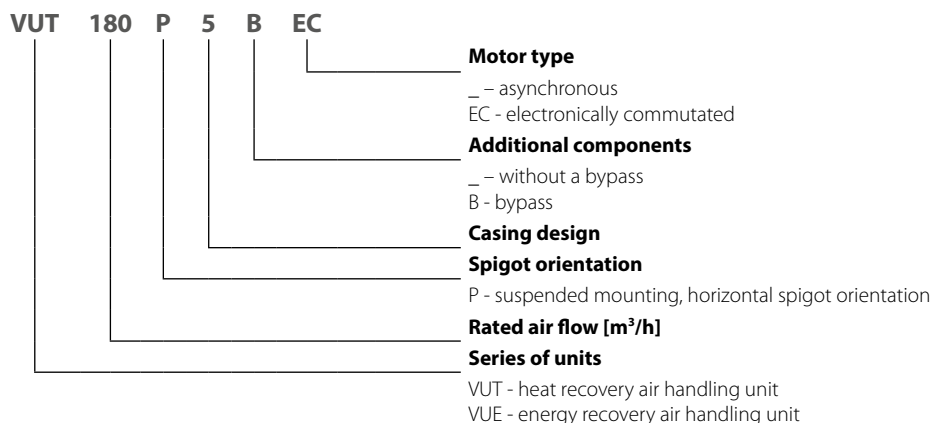 VUT 180 P 5 B EC
Motor type
_ – asynchronous
EC - electronically commutated
Additional components
_ – without a bypass
B - bypass
Casing design
Spigot orientation
P - suspended mounting, horizontal spigot orientation
Rated air flow [m³/h]
Series of units
VUT - heat recovery air handling unit
VUE - energy recovery air handling unit